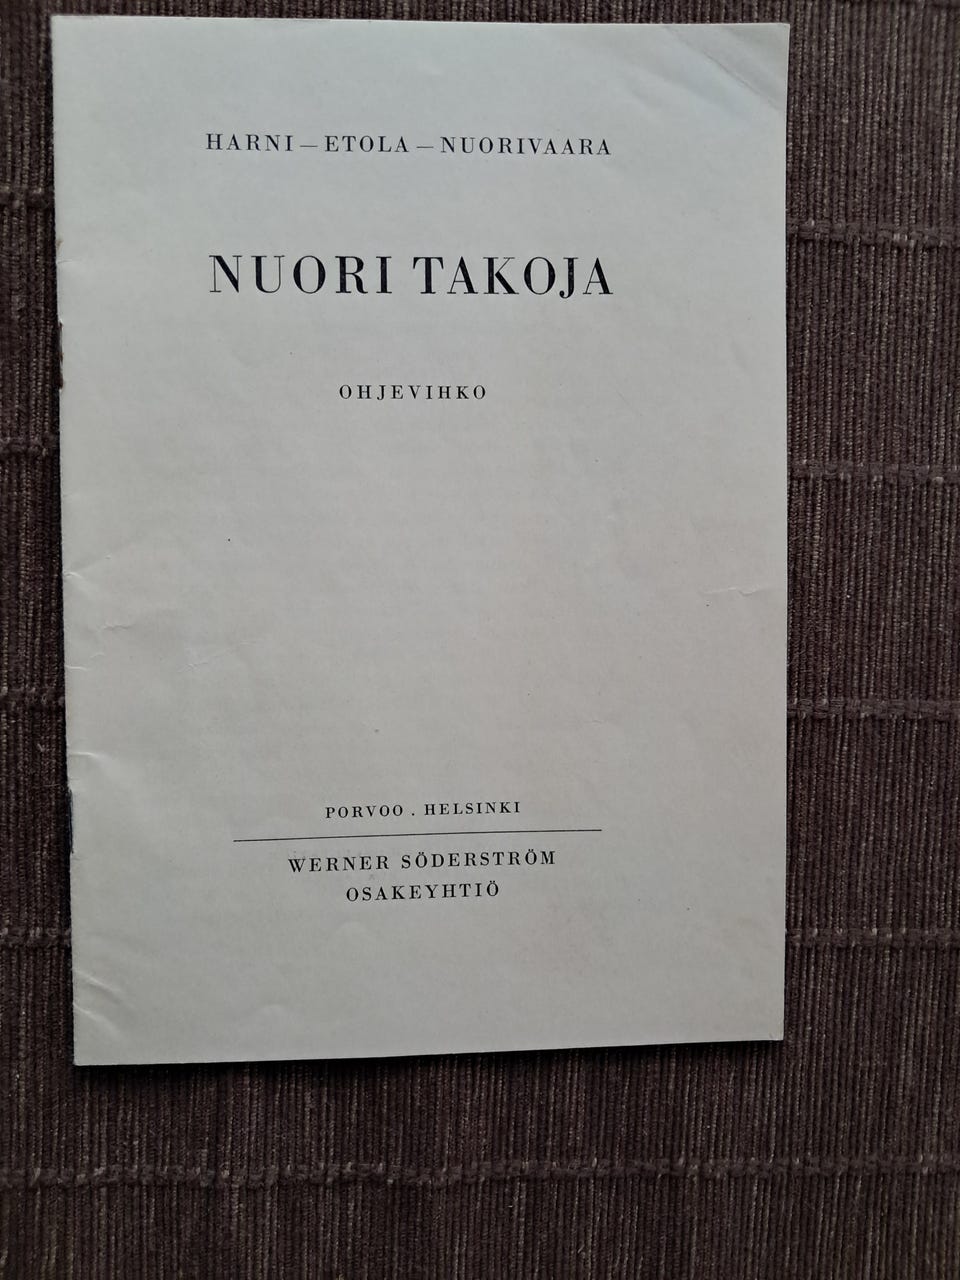 HARNI – ETOLA – NUORIVAARA
NUORI TAKOJA
OHJEVIHKO
PORVOO . HELSINKI
WERNER SÖDERSTRÖM
OSAKEYHTIÖ